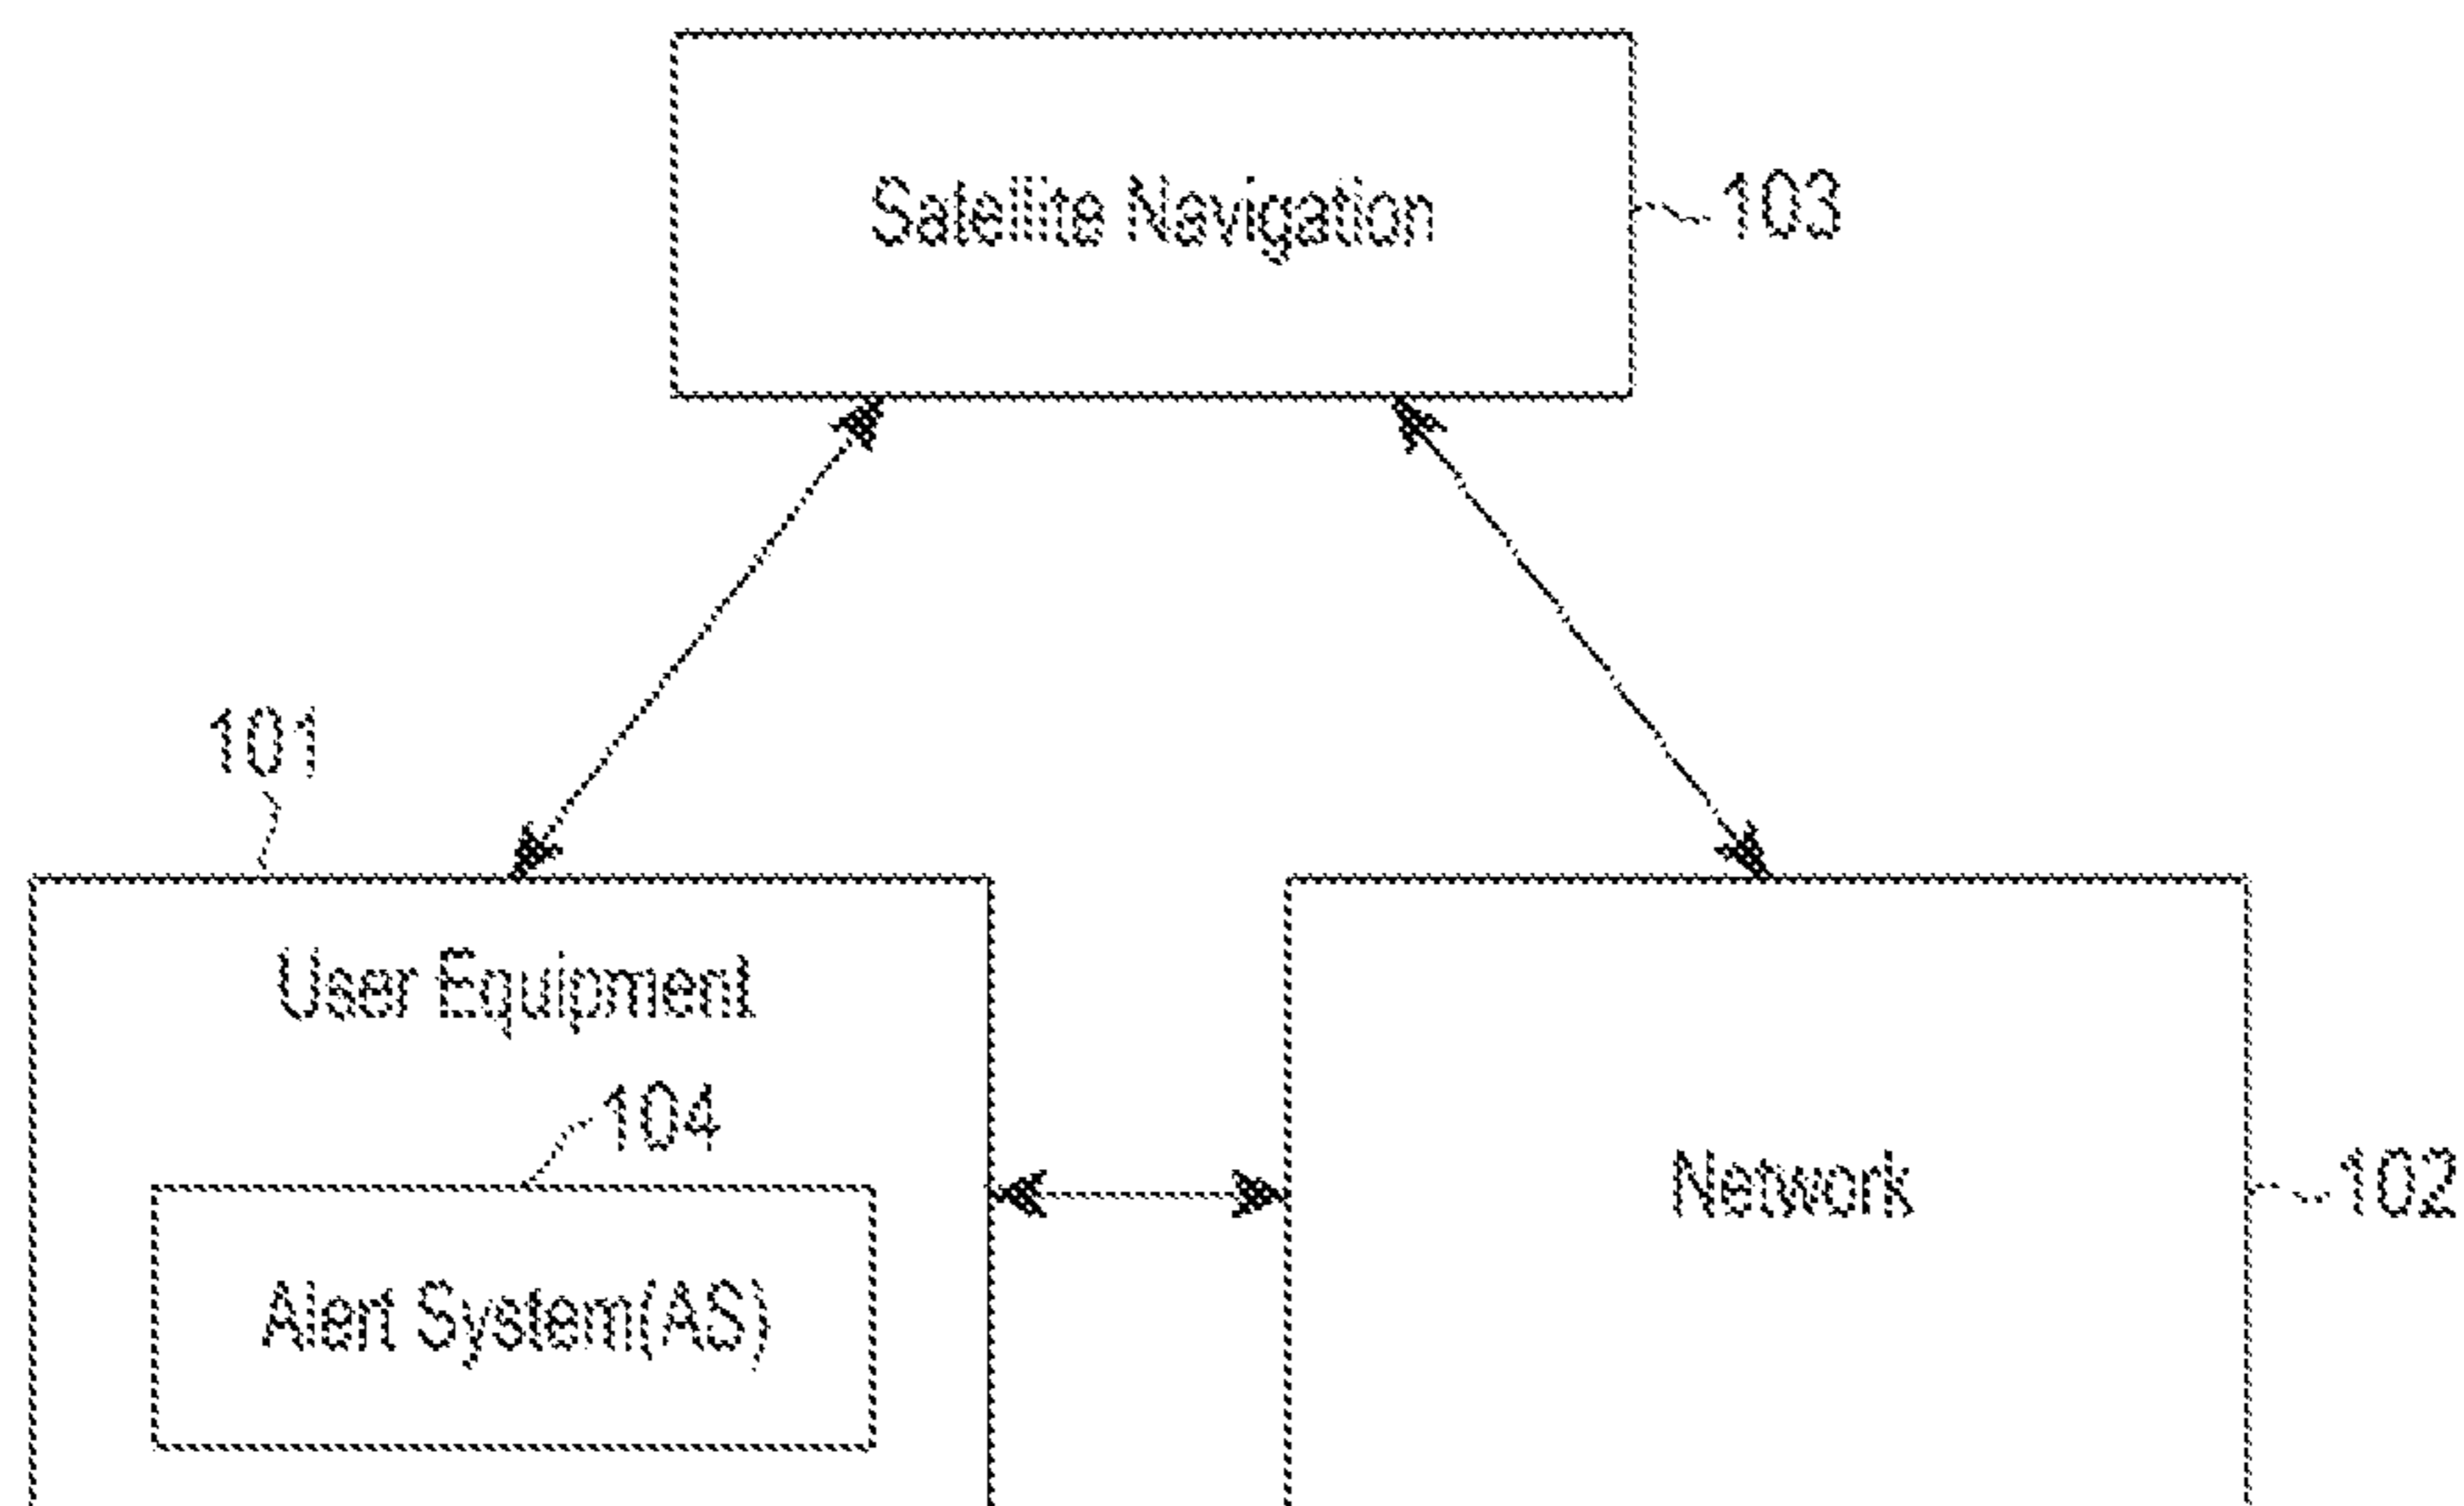 Satellite Navigation
103
101
User Equipment
104
Network
102
Alert System(AS)